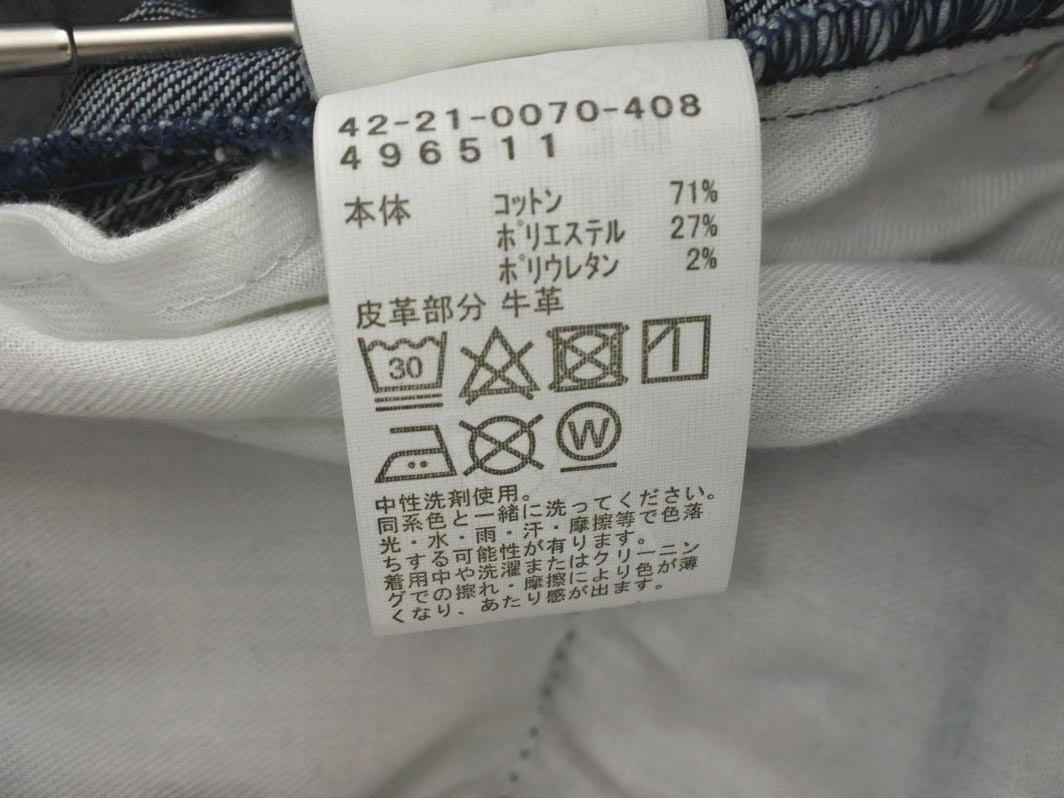 42-21-0070-408
496511
本体 コットン 71%
ポリエステル 27%
ポリウレタン 2%
皮革部分 牛革
30
W
中性洗剤使用。
同系色と一緒に洗ってください。
光・水・雨・汗・摩擦等で色落
ちする可能性が有ります。
着用中や洗濯またはクリーニン
グでの擦れ・摩擦により色が薄
くなり、あたり感が出ます。